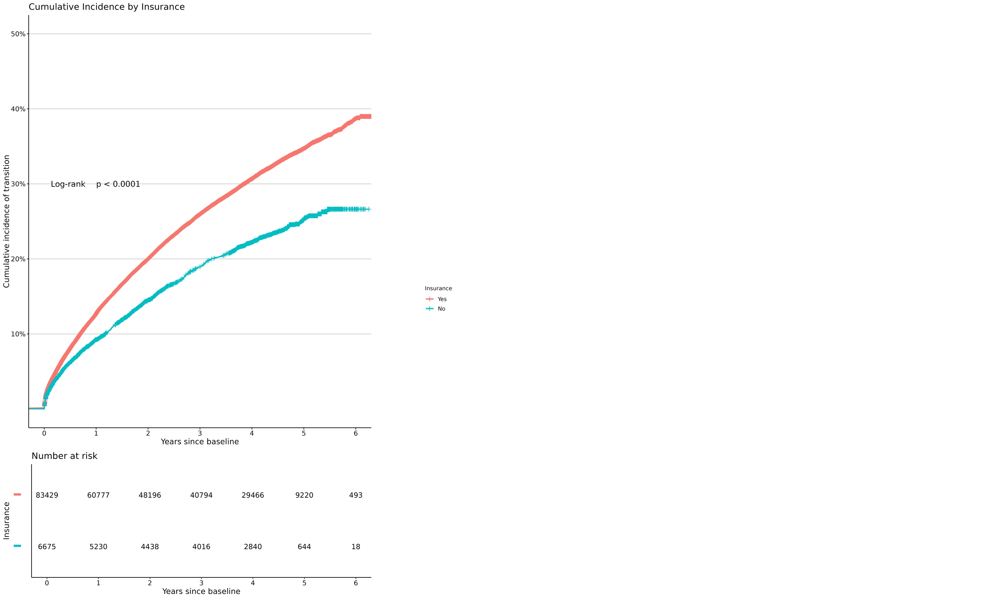 Cumulative Incidence by Insurance
50%
40%
30%
20%
10%
Cumulative incidence of transition
Log-rank p < 0.0001
0 1 2 3 4 5 6
Years since baseline
Insurance
Yes
No
Number at risk
Insurance
83429 60777 48196 40794 29466 9220 493
6675 5230 4438 4016 2840 644 18
0 1 2 3 4 5 6
Years since baseline